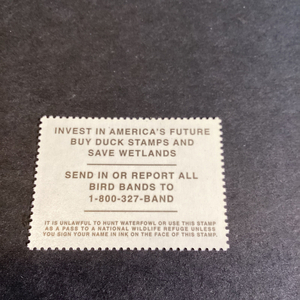 INVEST IN AMERICA'S FUTURE
BUY DUCK STAMPS AND
SAVE WETLANDS
SEND IN OR REPORT ALL
BIRD BANDS TO
1-800-327-BAND
IT IS UNLAWFUL TO HUNT WATERFOWL OR USE THIS STAMP
AS A PASS TO A NATIONAL WILDLIFE REFUGE UNLESS
YOU SIGN YOUR NAME IN INK ON THE FACE OF THIS STAMP.